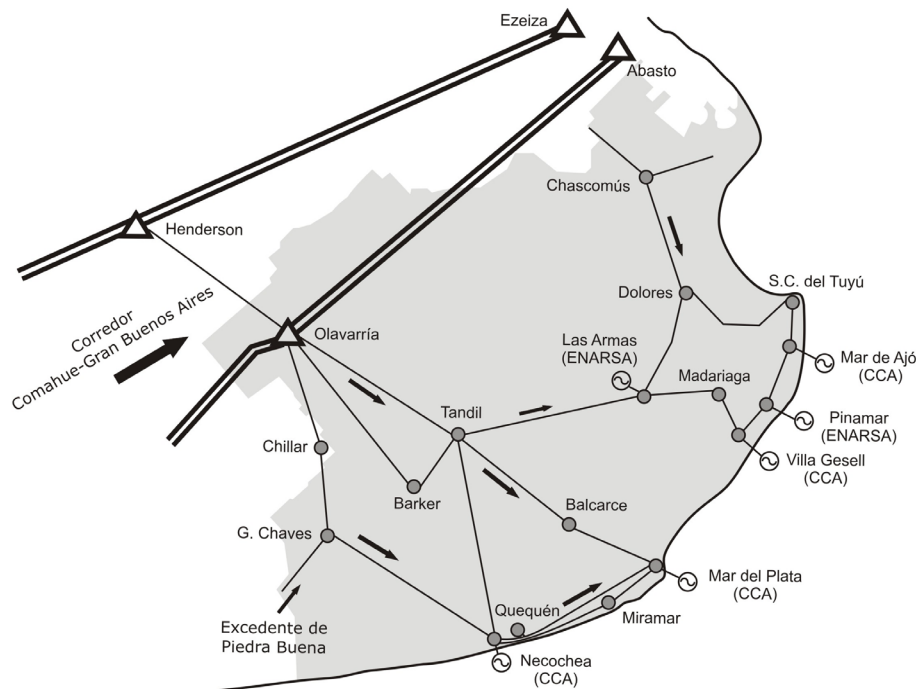 Ezeiza
Abasto
Chascomús
Henderson
Dolores
S.C. del Tuyú
Corredor
Comahue-Gran Buenos Aires
Olavarría
Las Armas
(ENARSA)
Madariaga
Mar de Ajó
(CCA)
Pinamar
(ENARSA)
Tandil
Villa Gesell
(CCA)
Chillar
Barker
Balcarce
G. Chaves
Mar del Plata
(CCA)
Quequén
Miramar
Excedente de
Piedra Buena
Necochea
(CCA)